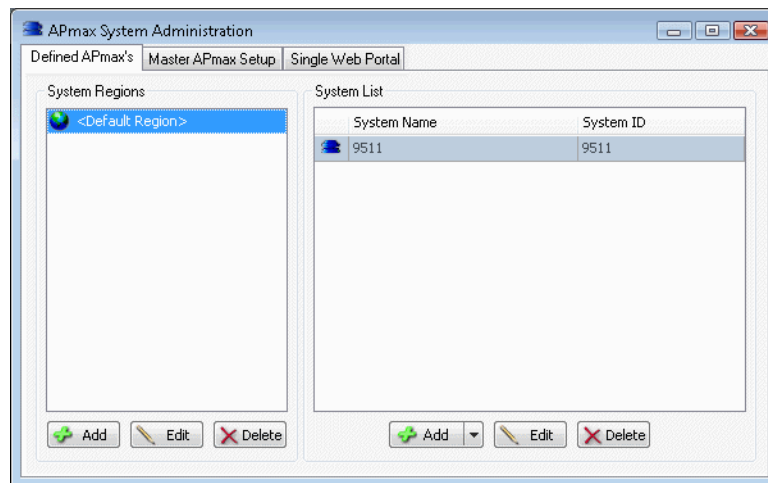 APmax System Administration
Defined APmax's Master APmax Setup Single Web Portal
System Regions
<Default Region>
Add Edit Delete
System List
System Name System ID
9511 9511
Add Edit Delete